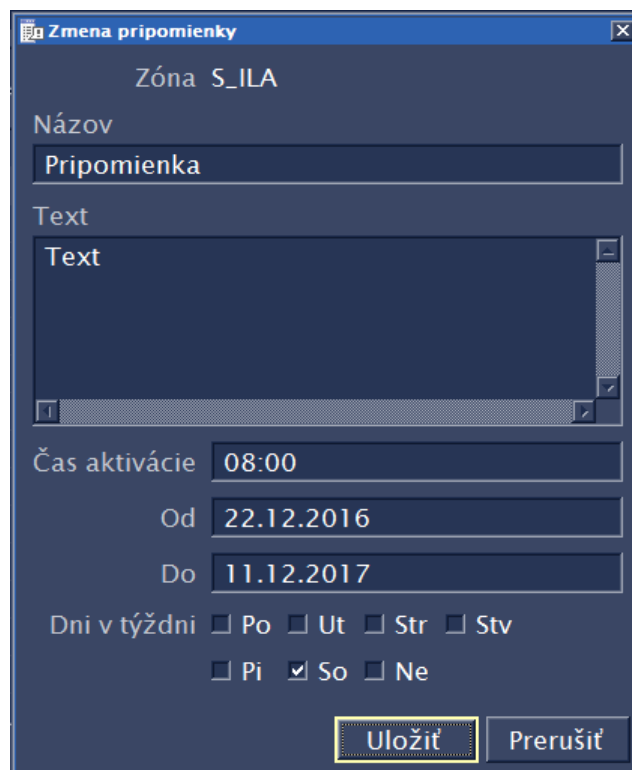 Zmena pripomienky
Zóna S_ILA
Názov
Pripomienka
Text
Text
Čas aktivácie 08:00
Od 22.12.2016
Do 11.12.2017
Dni v týždni Po Ut Str Stv
Pi So Ne
Uložiť Prerušiť